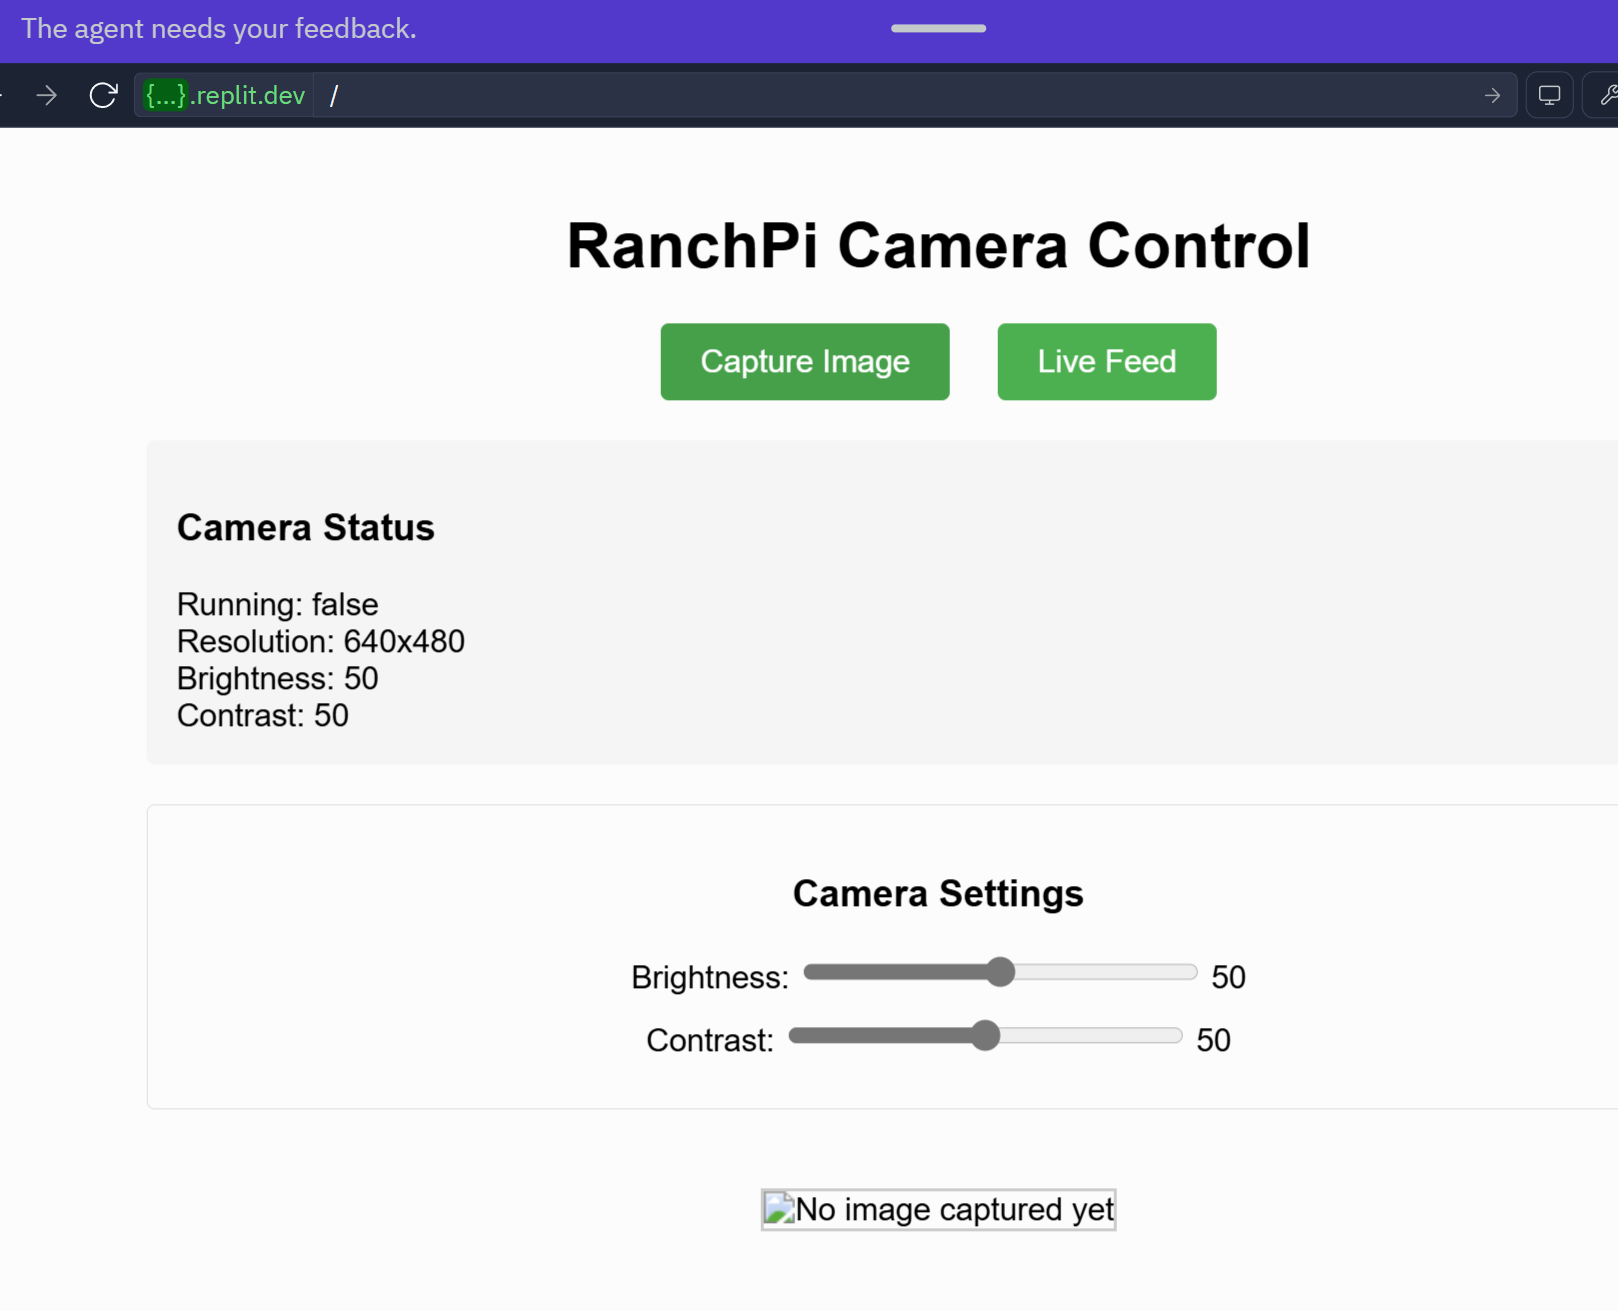 The agent needs your feedback.
{...}.replit.dev /
RanchPi Camera Control
Capture Image Live Feed
Camera Status
Running: false
Resolution: 640x480
Brightness: 50
Contrast: 50
Camera Settings
Brightness: 50
Contrast: 50
No image captured yet